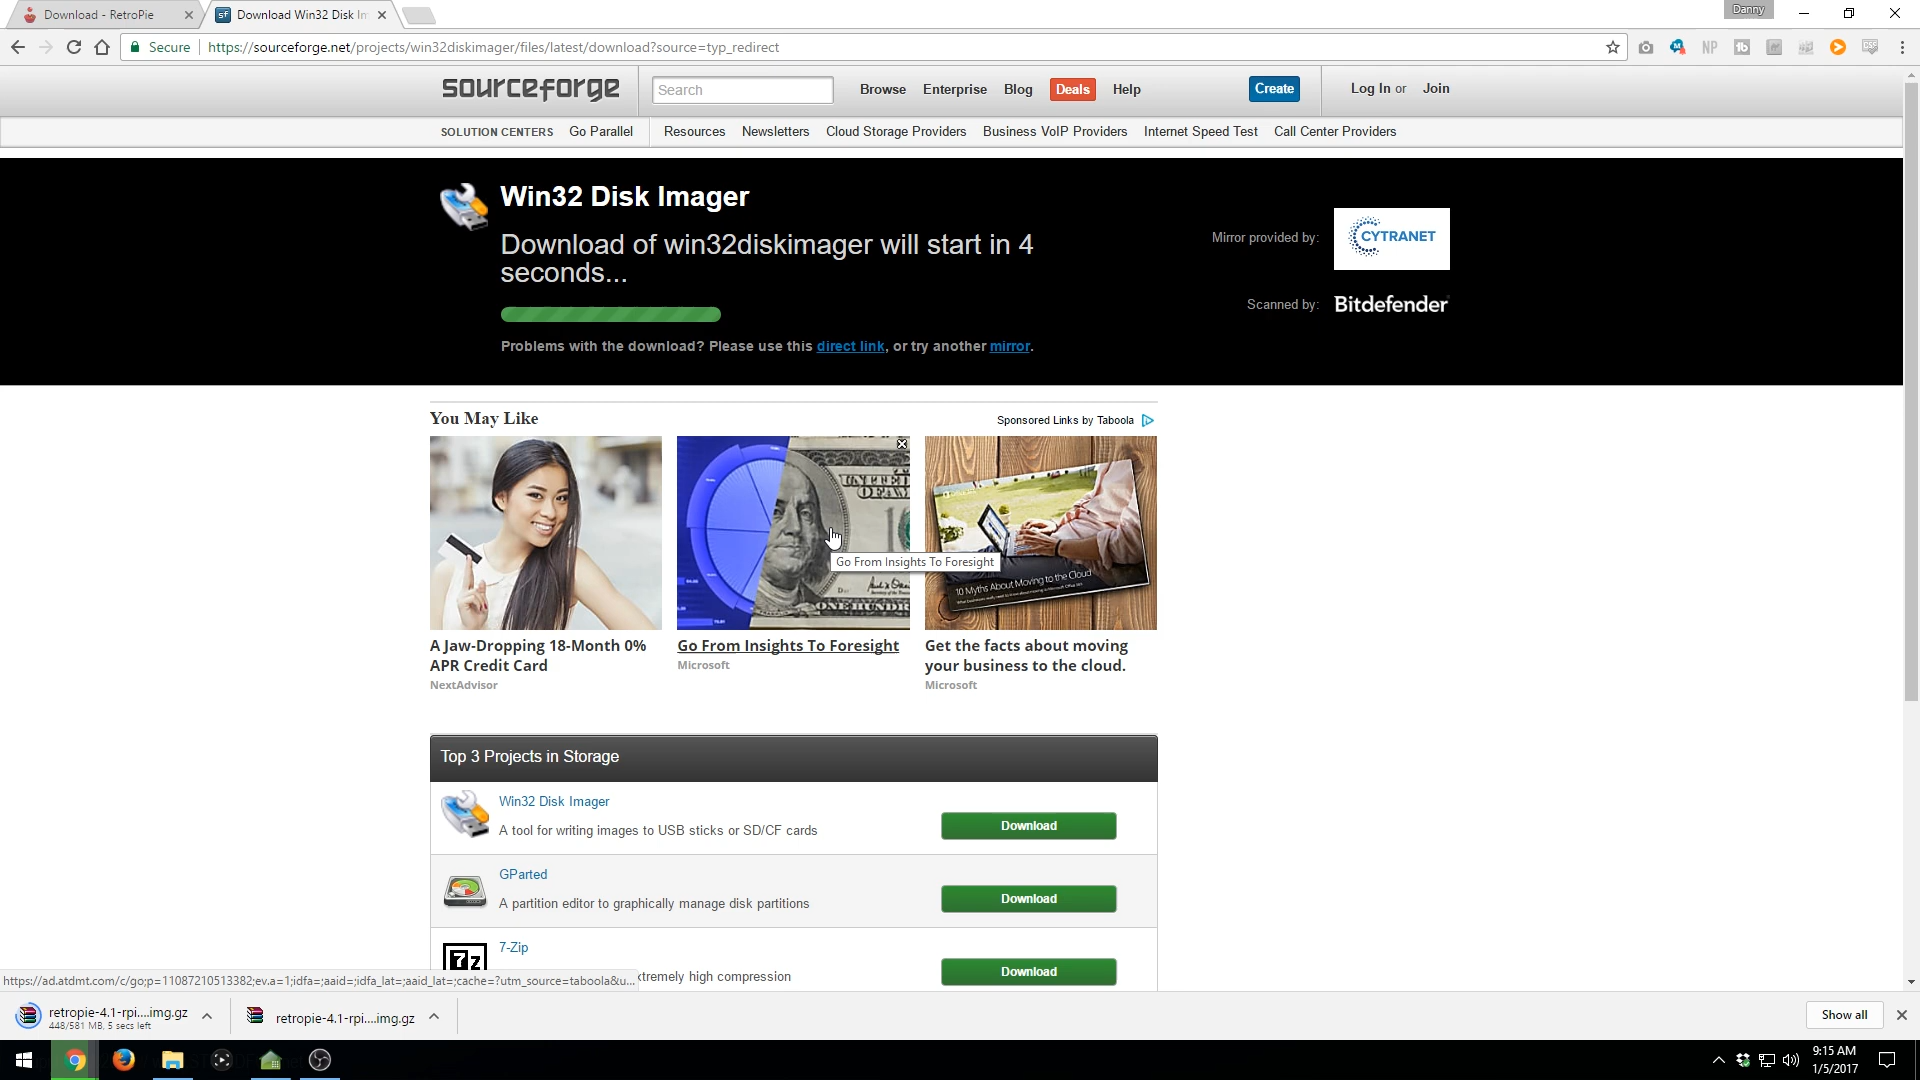 Download - RetroPie
Download Win32 Disk Im
Danny
Secure
https://sourceforge.net/projects/win32diskimager/files/latest/download?source=typ_redirect
sourceforge
Search
Browse
Enterprise
Blog
Deals
Help
Create
Log In or Join
SOLUTION CENTERS
Go Parallel
Resources
Newsletters
Cloud Storage Providers
Business VoIP Providers
Internet Speed Test
Call Center Providers
Win32 Disk Imager
Download of win32diskimager will start in 4
seconds...
Mirror provided by:
CYTRANET
Scanned by:
Bitdefender
Problems with the download? Please use this direct link, or try another mirror.
You May Like
Sponsored Links by Taboola
Go From Insights To Foresight
10 Myths About Moving to the Cloud
ONE HUNDR
A Jaw-Dropping 18-Month 0%
APR Credit Card
NextAdvisor
Go From Insights To Foresight
Microsoft
Get the facts about moving
your business to the cloud.
Microsoft
Top 3 Projects in Storage
Win32 Disk Imager
A tool for writing images to USB sticks or SD/CF cards
Download
GParted
A partition editor to graphically manage disk partitions
Download
7z
7-Zip
xtremely high compression
Download
https://ad.atdmt.com/c/go;p=11087210513382;ev.a=1;idfa=;aaid=;idfa_lat=;aaid_lat=;cache=?utm_source=taboola&u...
retropie-4.1-rpi....img.gz
448/581 MB, 5 secs left
retropie-4.1-rpi....img.gz
Show all
9:15 AM
1/5/2017